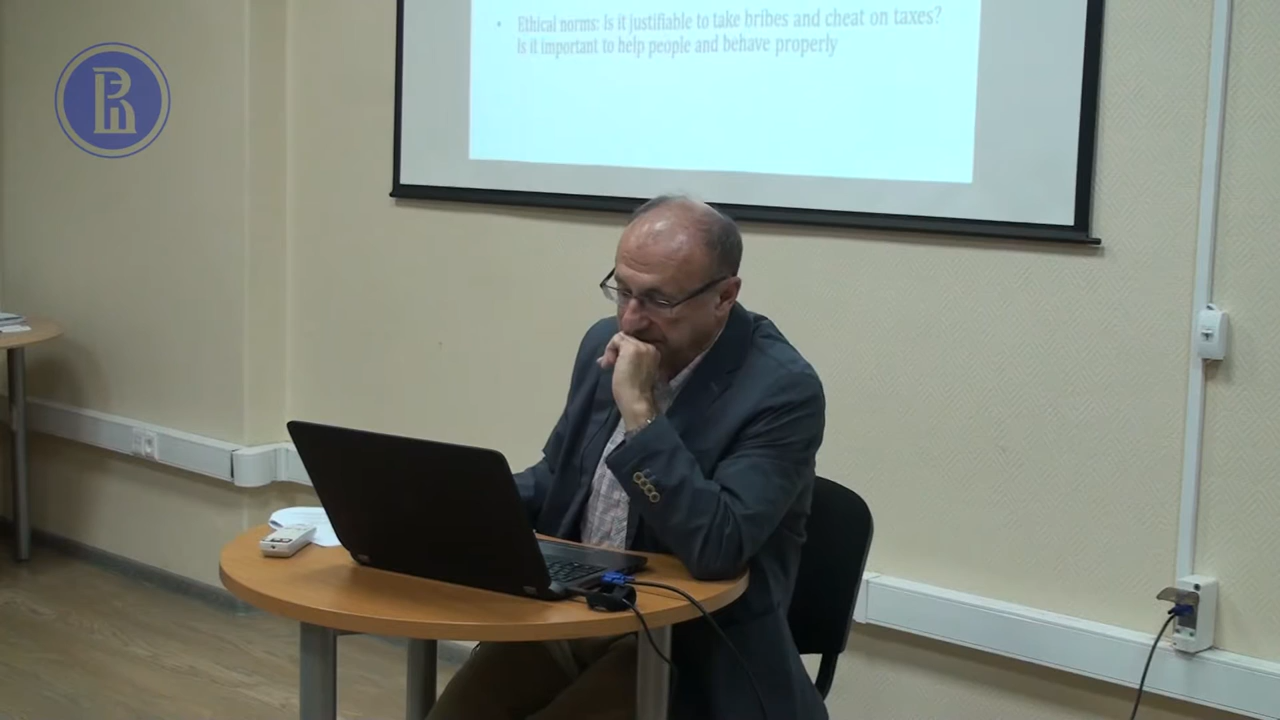 • Ethical norms: Is it justifiable to take bribes and cheat on taxes?
Is it important to help people and behave properly